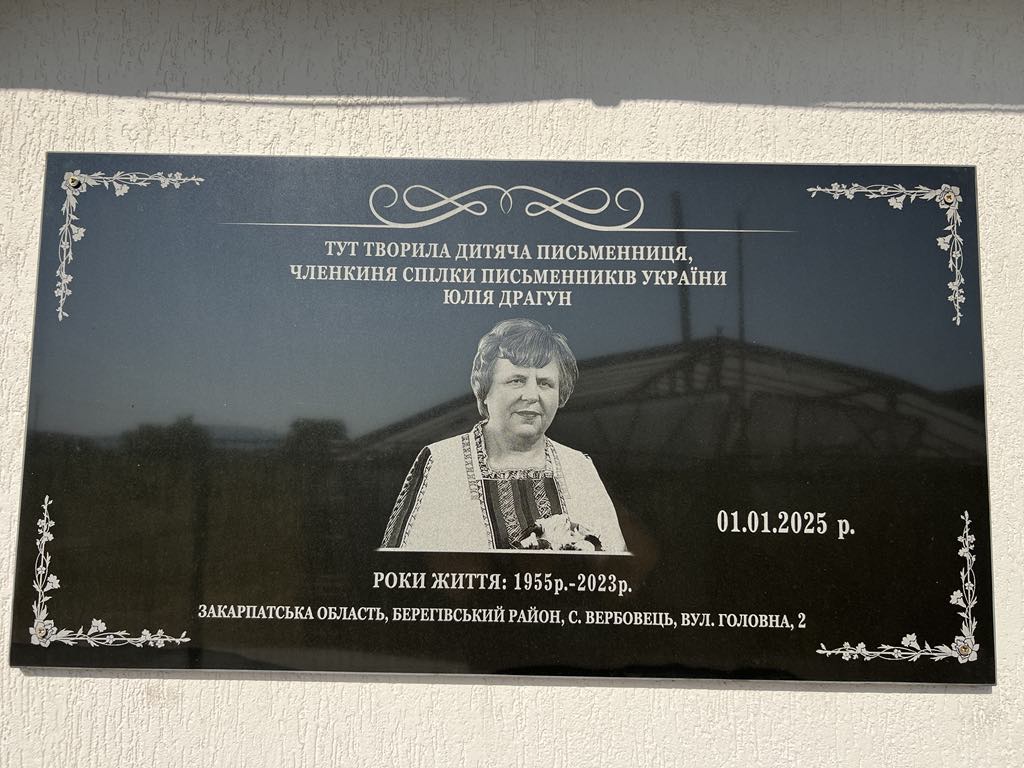 ТУТ ТВОРИЛА ДИТЯЧА ПИСЬМЕННИЦЯ,
ЧЛЕНКИНЯ СПІЛКИ ПИСЬМЕННИКІВ УКРАЇНИ
ЮЛІЯ ДРАГУН
01.01.2025 р.
РОКИ ЖИТТЯ: 1955р.-2023р.
ЗАКАРПАТСЬКА ОБЛАСТЬ, БЕРЕГІВСЬКИЙ РАЙОН, С. ВЕРБОВЕЦЬ, ВУЛ. ГОЛОВНА, 2